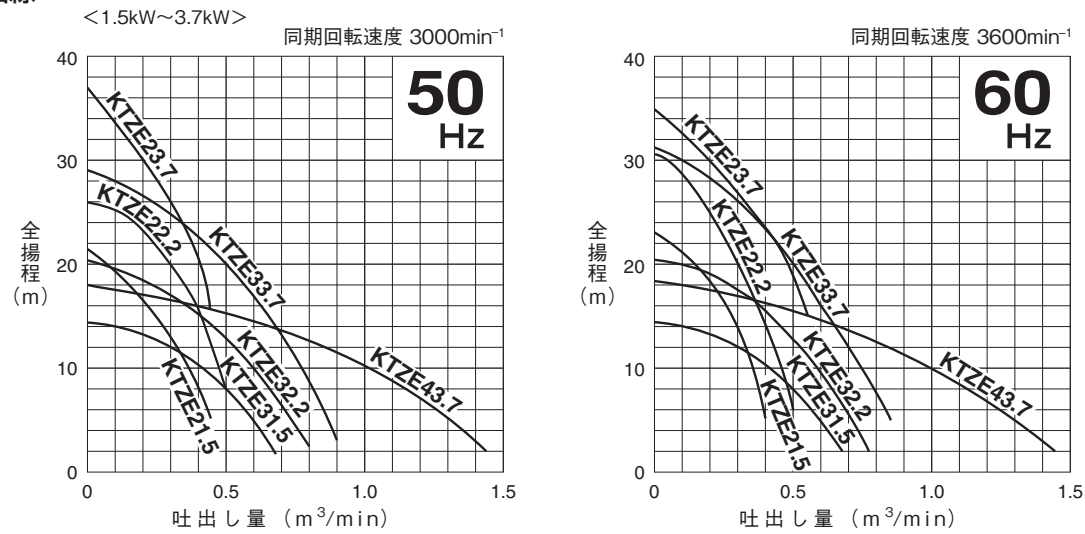 <1.5kW~3.7kW>
同期回転速度 3000min⁻¹
50
Hz
40
30
20
10
0
全揚程
(m)
KTZE23.7
KTZE22.2
KTZE33.7
KTZE43.7
KTZE32.2
KTZE31.5
KTZE21.5
0 0.5 1.0 1.5
吐出し量 (m³/min)
同期回転速度 3600min⁻¹
60
Hz
40
30
20
10
0
全揚程
(m)
KTZE23.7
KTZE22.2
KTZE33.7
KTZE43.7
KTZE32.2
KTZE31.5
KTZE21.5
0 0.5 1.0 1.5
吐出し量 (m³/min)